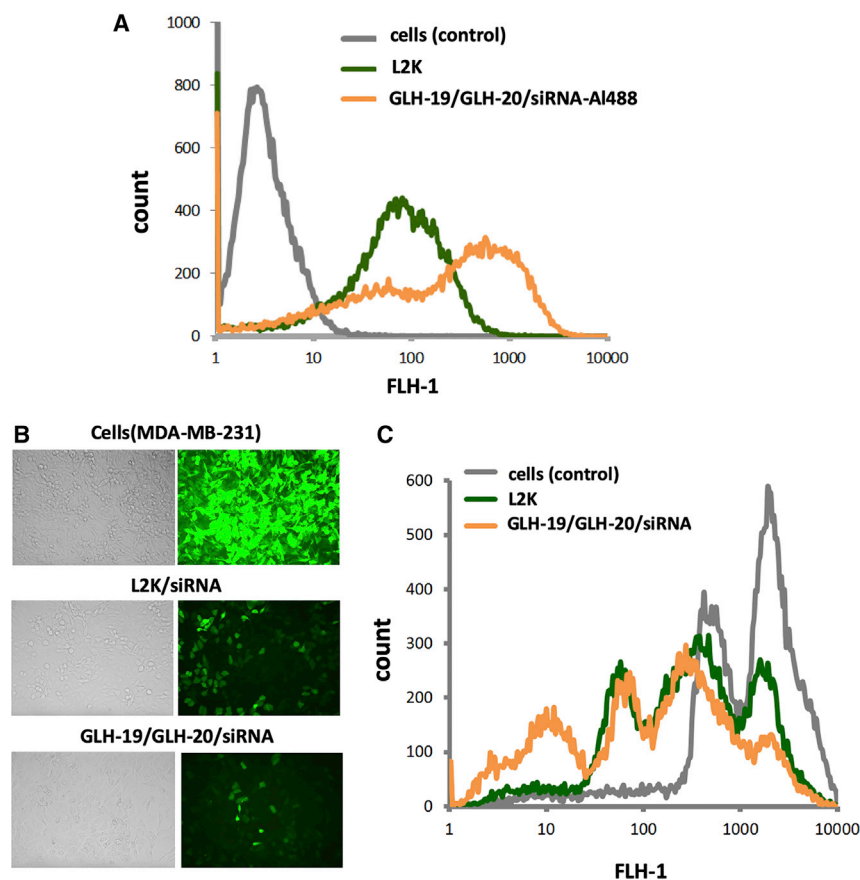 A
cells (control)
L2K
GLH-19/GLH-20/siRNA-Al488
1000
800
600
400
200
0
count
1
10
100
1000
10000
FLH-1
B
Cells(MDA-MB-231)
L2K/siRNA
GLH-19/GLH-20/siRNA
C
cells (control)
L2K
GLH-19/GLH-20/siRNA
600
500
400
300
200
100
0
count
1
10
100
1000
10000
FLH-1